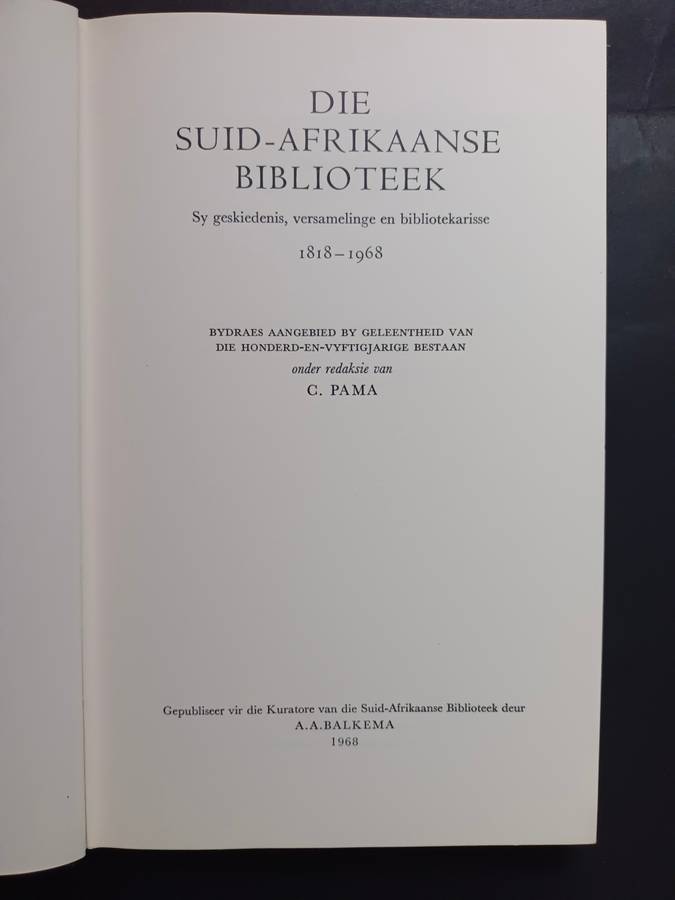 DIE
SUID-AFRIKAANSE
BIBLIOTEEK
Sy geskiedenis, versamelinge en bibliotekarisse
1818–1968
BYDRAES AANGEBIED BY GELEENTHEID VAN
DIE HONDERD-EN-VYFTIGJARIGE BESTAAN
onder redaksie van
C. PAMA
Gepubliseer vir die Kuratore van die Suid-Afrikaanse Biblioteek deur
A.A.BALKEMA
1968